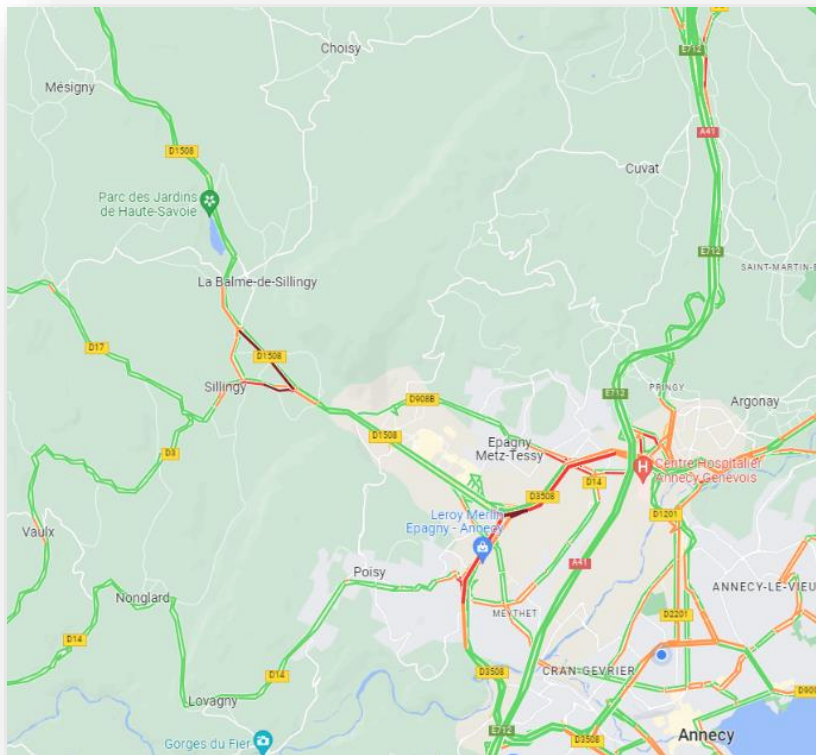 Choisy
E712
Mésigny
A41
D1508
Cuvat
Parc des Jardins
de Haute-Savoie
E712
SAINT-MARTIN-B
La Balme-de-Sillingy
D17
D1508
Sillingy
PRINGY
E712
D908B
Argonay
D1508
Epagny
Metz-Tessy
Centre Hospitalier
Annecy Genevois
D3
D14
D3508
Leroy Merlin
Epagny - Annecy
D1201
Vaulx
A41
Poisy
ANNECY-LE-VIEU
Nonglard
MEYTHET
D2201
D14
CRAN-GEVRIER
D3508
D14
D909
Lovagny
E712
D3508
Annecy
Gorges du Fier